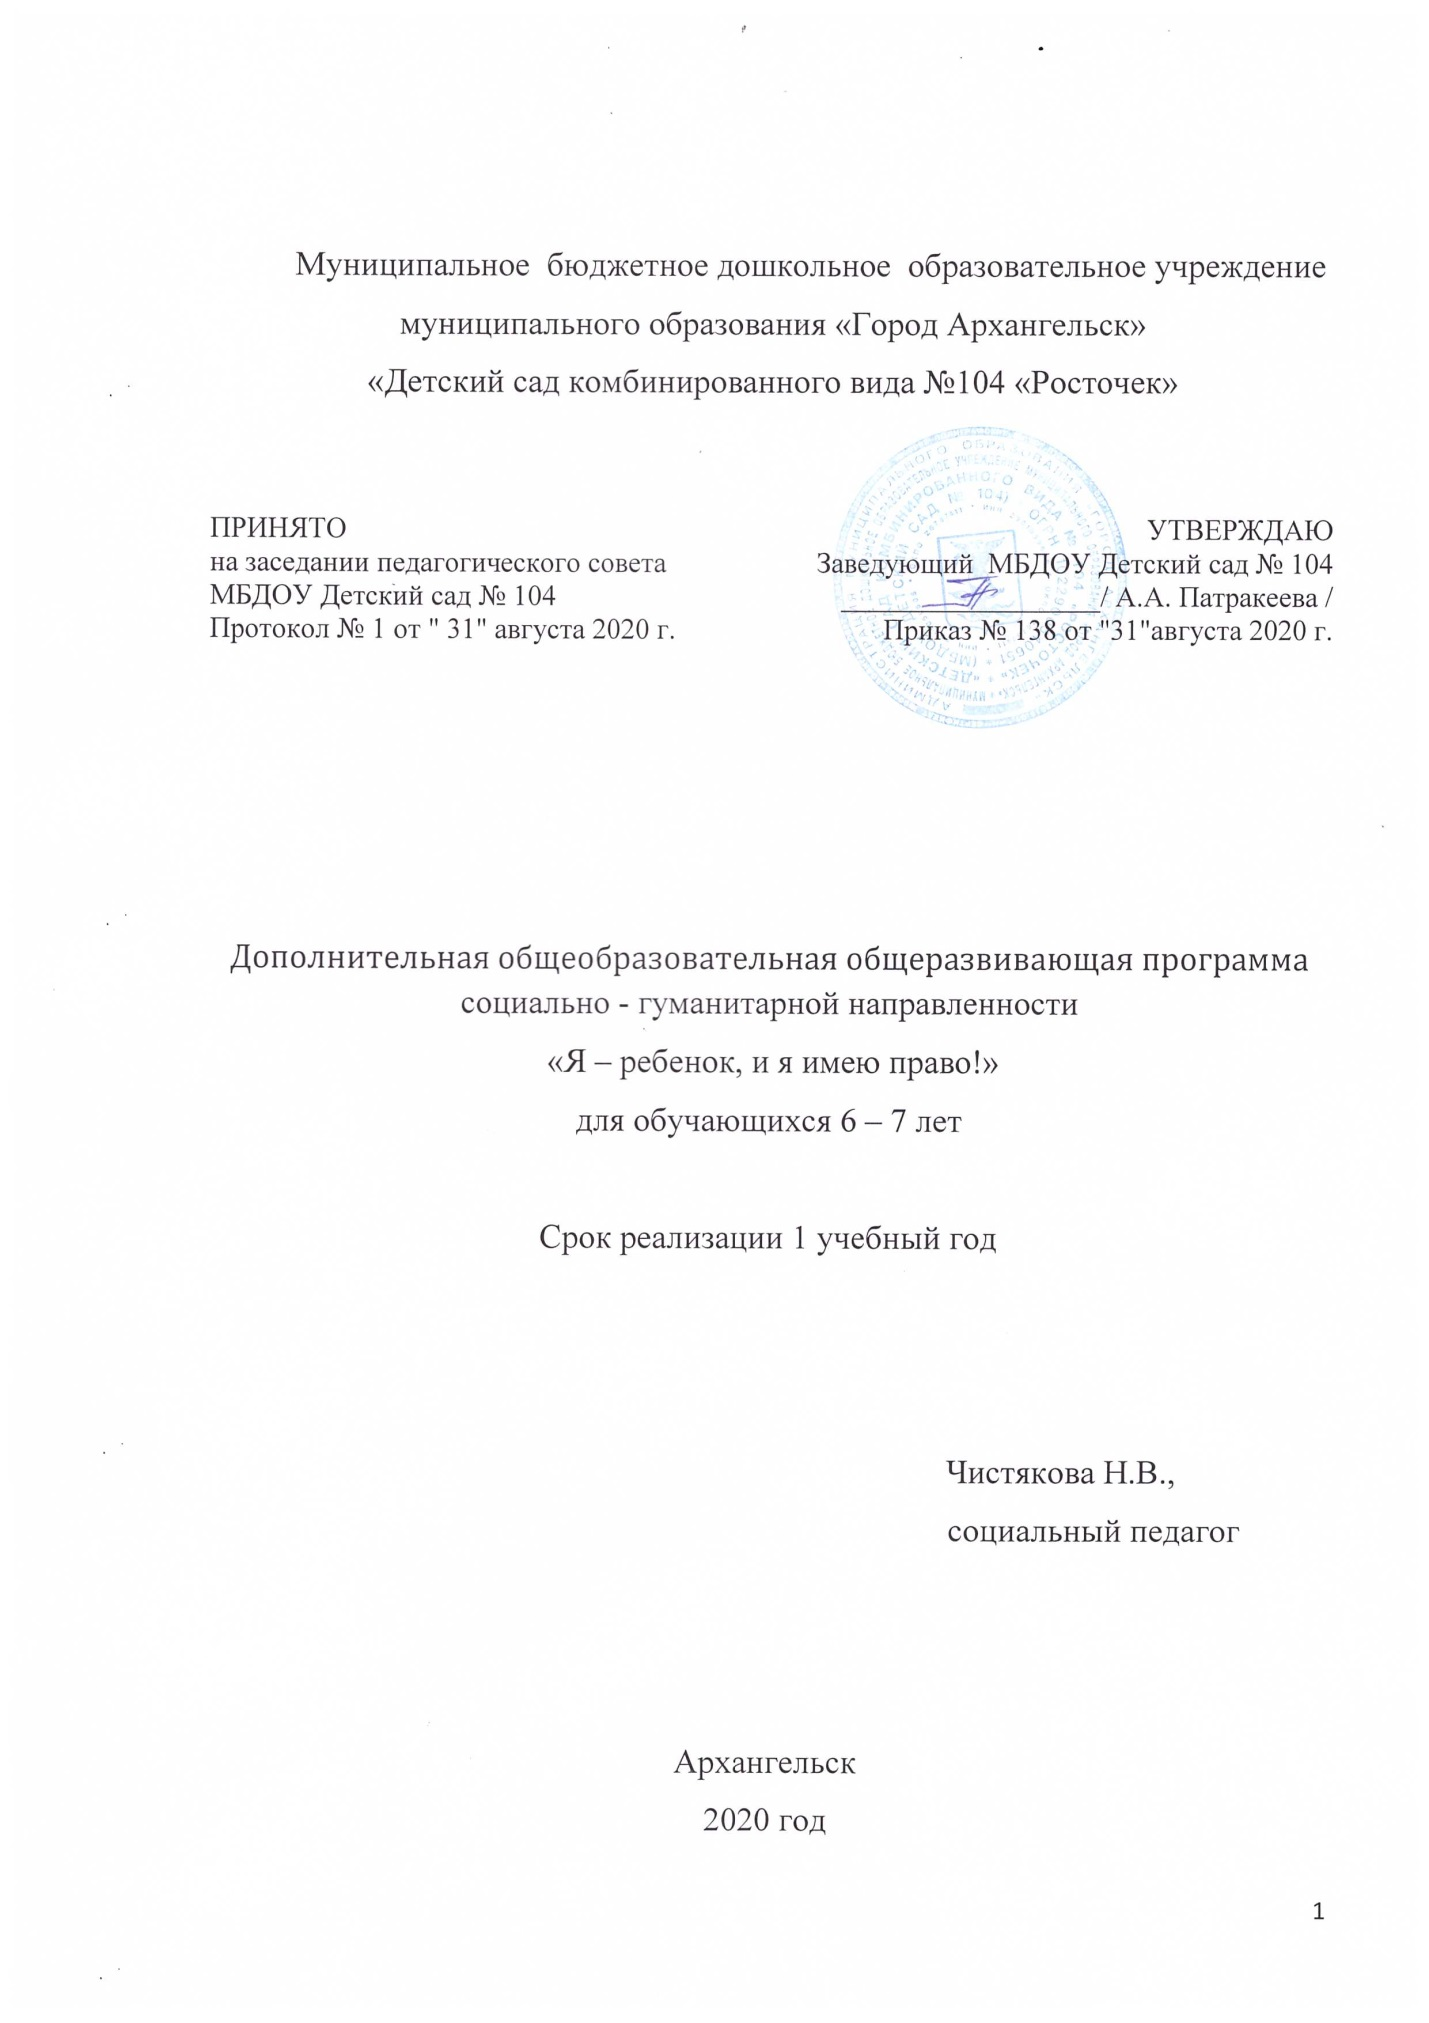 Муниципальное бюджетное дошкольное образовательное учреждение
муниципального образования «Город Архангельск»
«Детский сад комбинированного вида №104 «Росточек»
ПРИНЯТО
на заседании педагогического совета
МБДОУ Детский сад № 104
Протокол № 1 от " 31" августа 2020 г.
УТВЕРЖДАЮ
Заведующий МБДОУ Детский сад № 104
/ А.А. Патракеева /
Приказ № 138 от "31"августа 2020 г.
Дополнительная общеобразовательная общеразвивающая программа
социально - гуманитарной направленности
«Я – ребенок, и я имею право!»
для обучающихся 6 – 7 лет
Срок реализации 1 учебный год
Чистякова Н.В.,
социальный педагог
Архангельск
2020 год
1